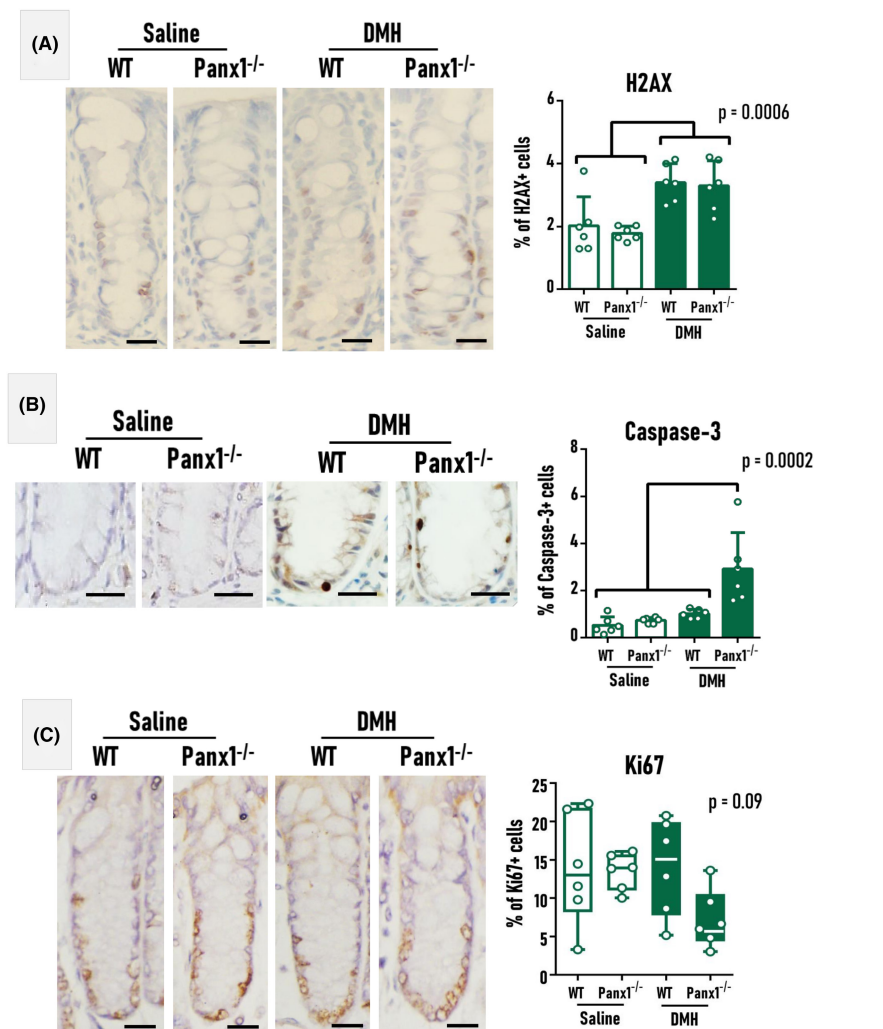 (A)
Saline
DMH
WT
Panx1-/-
WT
Panx1-/-
H2AX
p = 0.0006
% of H2AX+ cells
6
4
2
0
WT
Panx1-/-
WT
Panx1-/-
Saline
DMH
(B)
Saline
DMH
WT
Panx1-/-
WT
Panx1-/-
Caspase-3
p = 0.0002
% of Caspase-3+ cells
8
6
4
2
0
WT
Panx1-/-
WT
Panx1-/-
Saline
DMH
(C)
Saline
DMH
WT
Panx1-/-
WT
Panx1-/-
Ki67
p = 0.09
% of Ki67+ cells
25
20
15
10
5
0
WT
Panx1-/-
WT
Panx1-/-
Saline
DMH